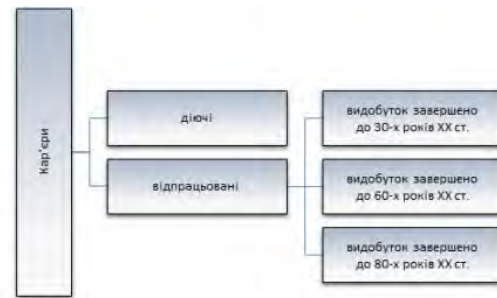 Кар'єри
діючі
відпрацьовані
видобуток завершено
до 30-х років XX ст.
видобуток завершено
до 60-х років XX ст.
видобуток завершено
до 80-х років XX ст.